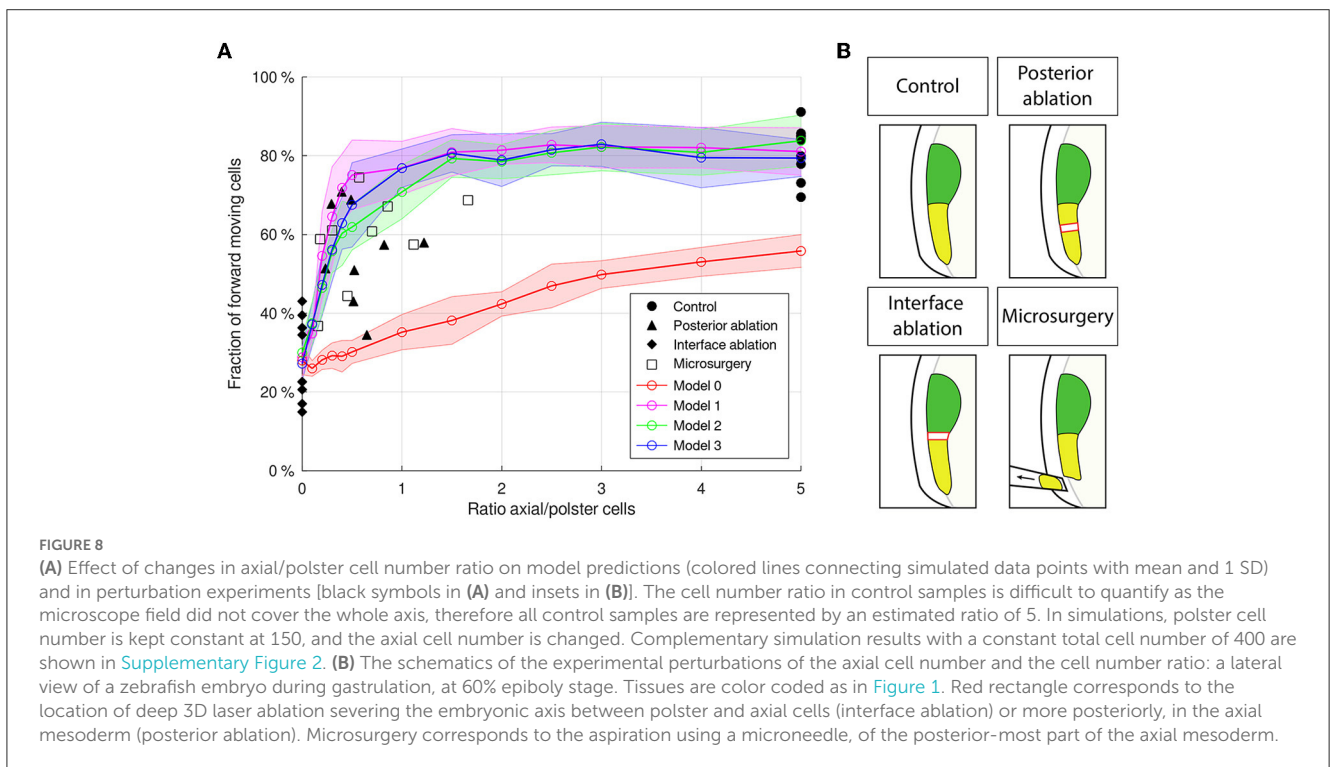 A
B
100 %
80 %
60 %
40 %
20 %
0 %
Fraction of forward moving cells
0 1 2 3 4 5
Ratio axial/polster cells
Control
Posterior ablation
Interface ablation
Microsurgery
Model 0
Model 1
Model 2
Model 3
Control
Posterior
ablation
Interface
ablation
Microsurgery
FIGURE 8
(A) Effect of changes in axial/polster cell number ratio on model predictions (colored lines connecting simulated data points with mean and 1 SD)
and in perturbation experiments [black symbols in (A) and insets in (B)]. The cell number ratio in control samples is difficult to quantify as the
microscope field did not cover the whole axis, therefore all control samples are represented by an estimated ratio of 5. In simulations, polster cell
number is kept constant at 150, and the axial cell number is changed. Complementary simulation results with a constant total cell number of 400 are
shown in Supplementary Figure 2. (B) The schematics of the experimental perturbations of the axial cell number and the cell number ratio: a lateral
view of a zebrafish embryo during gastrulation, at 60% epiboly stage. Tissues are color coded as in Figure 1. Red rectangle corresponds to the
location of deep 3D laser ablation severing the embryonic axis between polster and axial cells (interface ablation) or more posteriorly, in the axial
mesoderm (posterior ablation). Microsurgery corresponds to the aspiration using a microneedle, of the posterior-most part of the axial mesoderm.